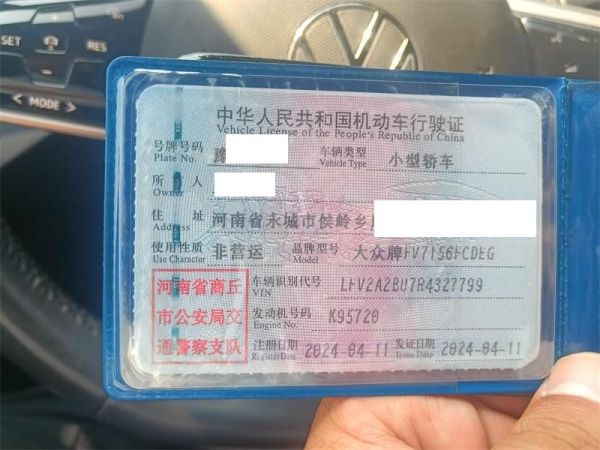 SET
RES
< MODE >
中华人民共和国机动车行驶证
Vehicle License of the People's Republic of China
号牌号码 豫 车辆类型 小型轿车
Plate No. Vehicle Type
所有人
Owner
住址 河南省永城市侯岭乡
Address
使用性质 非营运 品牌型号 大众牌FV7156FCDEG
Use Character Model
河南省商丘 车辆识别代号 LFV2A2BU7R4327799
VIN
市公安局交 发动机号码 K95720
Engine No.
通警察支队 注册日期 2024-04-11 发证日期 2024-04-11
Register Date Issue Date